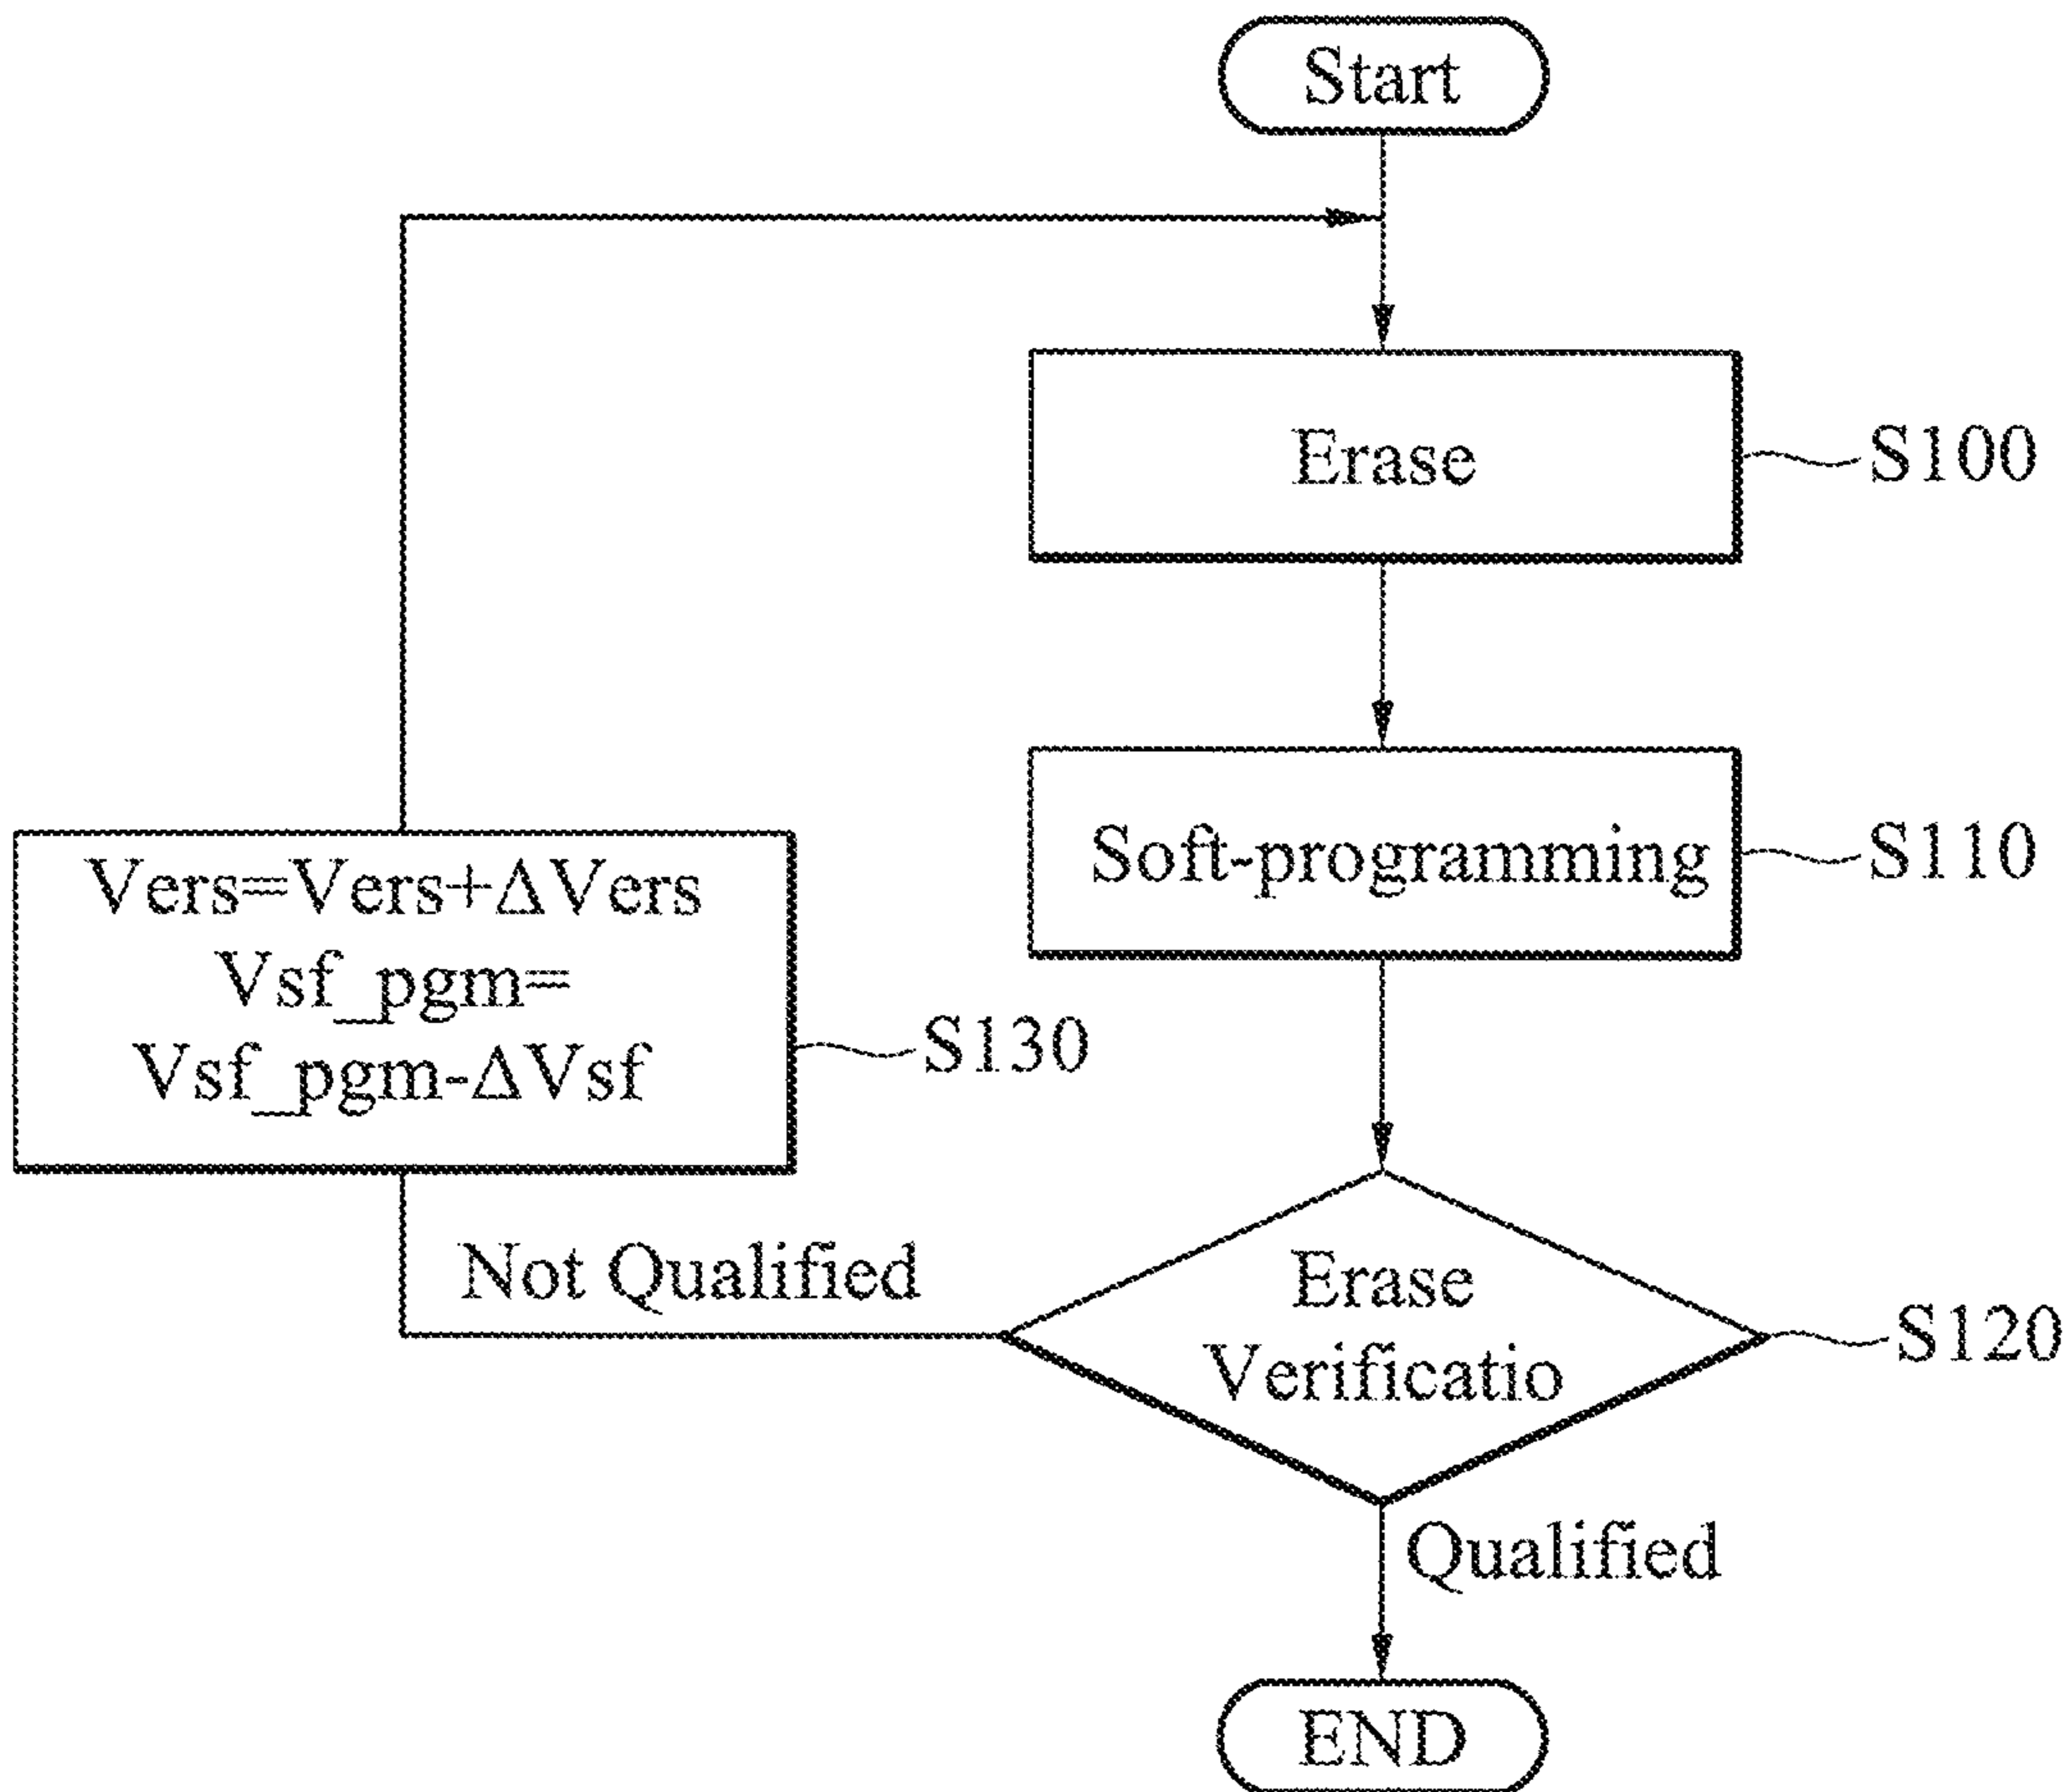 Start
Erase
S100
Soft-programming
S110
Vers=Vers+ΔVers
Vsf_pgm=
Vsf_pgm-ΔVsf
S130
Not Qualified
Erase
Verificatio
S120
Qualified
END